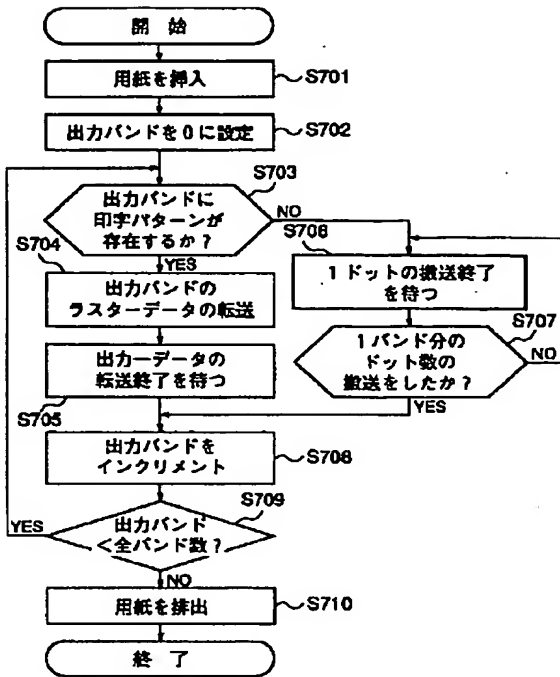 開 始
用紙を挿入
S701
出力バンドを0に設定
S702
S703
出力バンドに
印字パターンが
存在するか?
NO
YES
S704
出力バンドの
ラスターデータの転送
S706
1ドットの搬送終了
を待つ
S707
1バンド分の
ドット数の
搬送をしたか?
NO
YES
出力ーデータの
転送終了を待つ
S705
出力バンドを
インクリメント
S708
S709
出力バンド
<全バンド数?
YES
NO
用紙を排出
S710
終 了